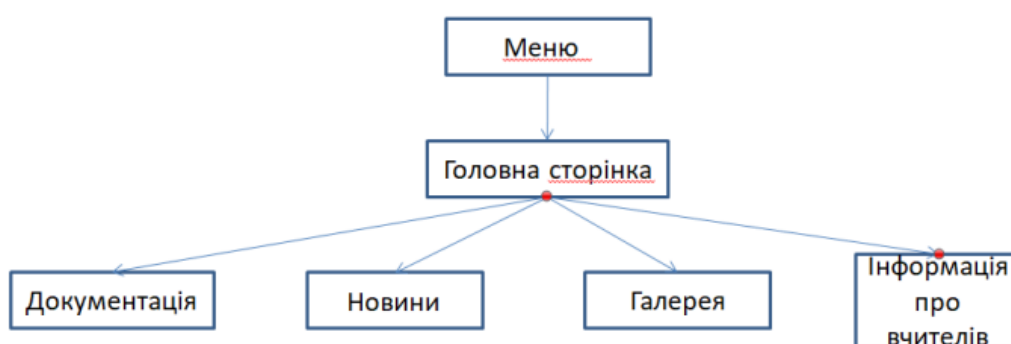 Меню
Головна сторінка
Документація
Новини
Галерея
Інформація
про
вчителів